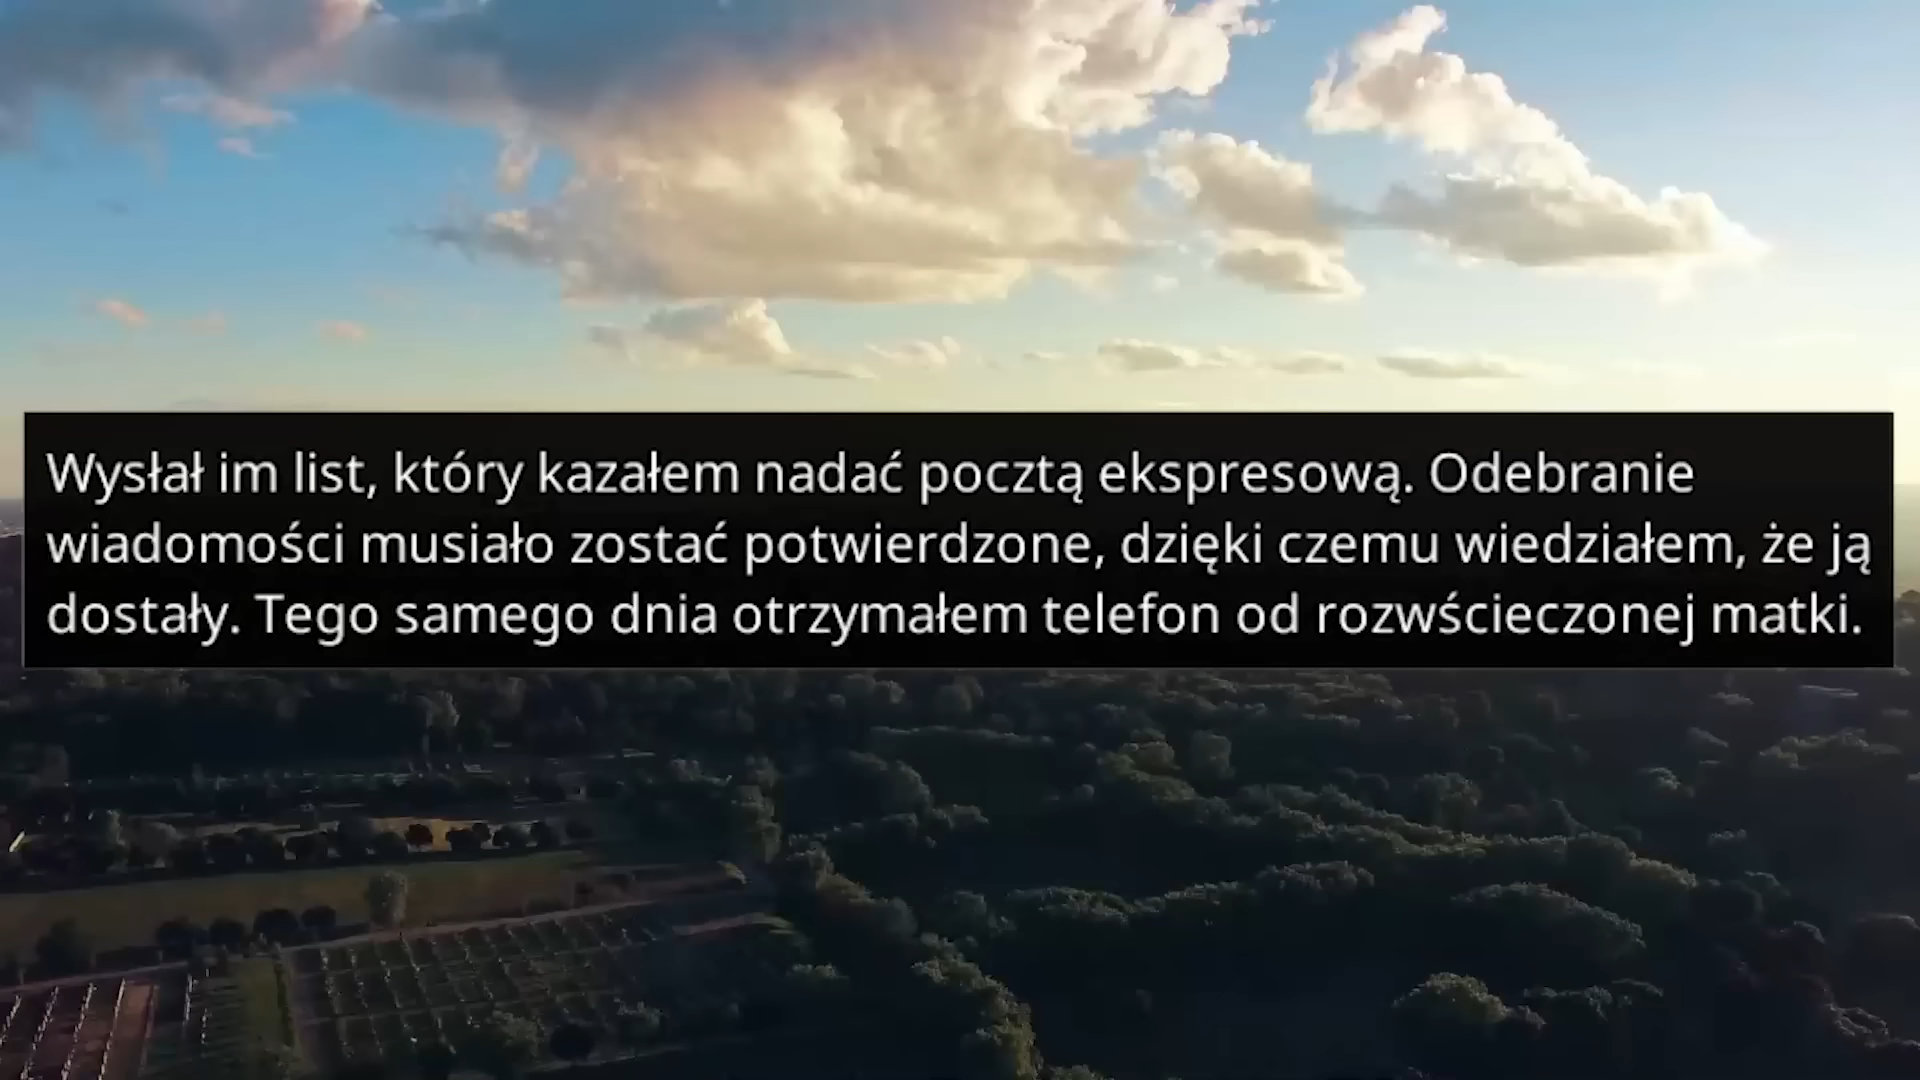 Wysłał im list, który kazałem nadać pocztą ekspresową. Odebranie
wiadomości musiało zostać potwierdzone, dzięki czemu wiedziałem, że ją
dostały. Tego samego dnia otrzymałem telefon od rozwścieczonej matki.